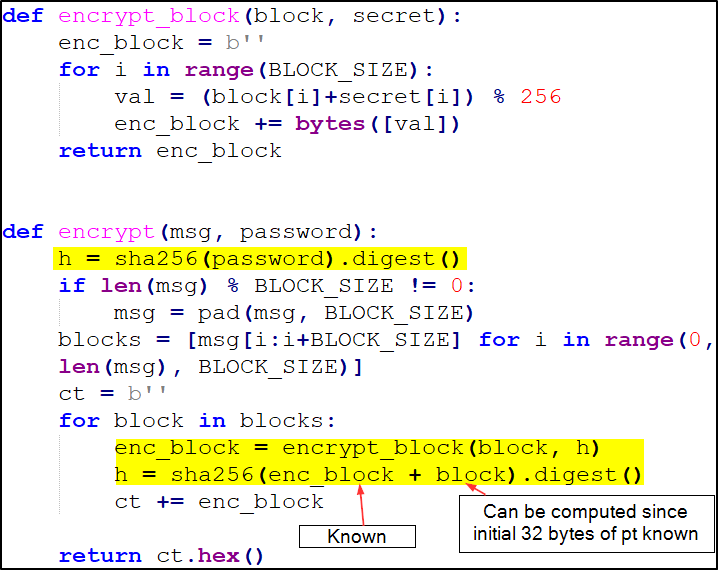 def encrypt_block(block, secret):
    enc_block = b''
    for i in range(BLOCK_SIZE):
        val = (block[i]+secret[i]) % 256
        enc_block += bytes([val])
    return enc_block
def encrypt(msg, password):
    h = sha256(password).digest()
    if len(msg) % BLOCK_SIZE != 0:
        msg = pad(msg, BLOCK_SIZE)
    blocks = [msg[i:i+BLOCK_SIZE] for i in range(0,
    len(msg), BLOCK_SIZE)]
    ct = b''
    for block in blocks:
        enc_block = encrypt_block(block, h)
        h = sha256(enc_block + block).digest()
        ct += enc_block
Known
Can be computed since
initial 32 bytes of pt known
    return ct.hex()